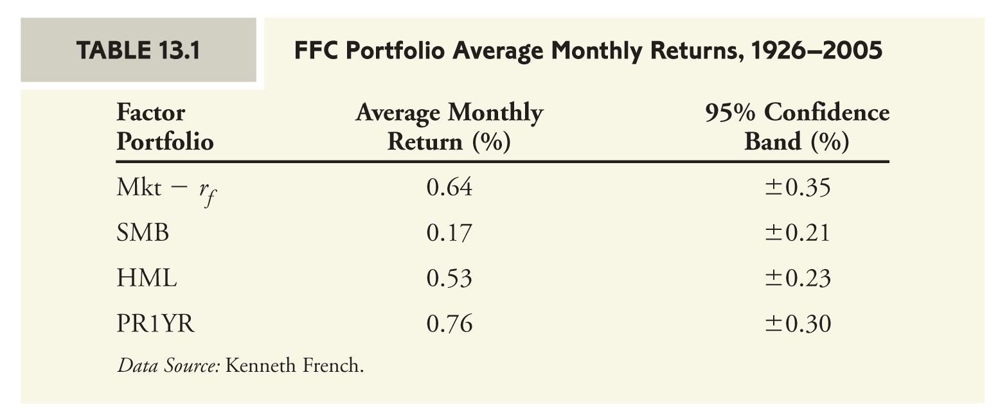 TABLE 13.1
FFC Portfolio Average Monthly Returns, 1926–2005
Factor Portfolio
Average Monthly Return (%)
95% Confidence Band (%)
Mkt − rf 0.64 ±0.35
SMB 0.17 ±0.21
HML 0.53 ±0.23
PR1YR 0.76 ±0.30
Data Source: Kenneth French.